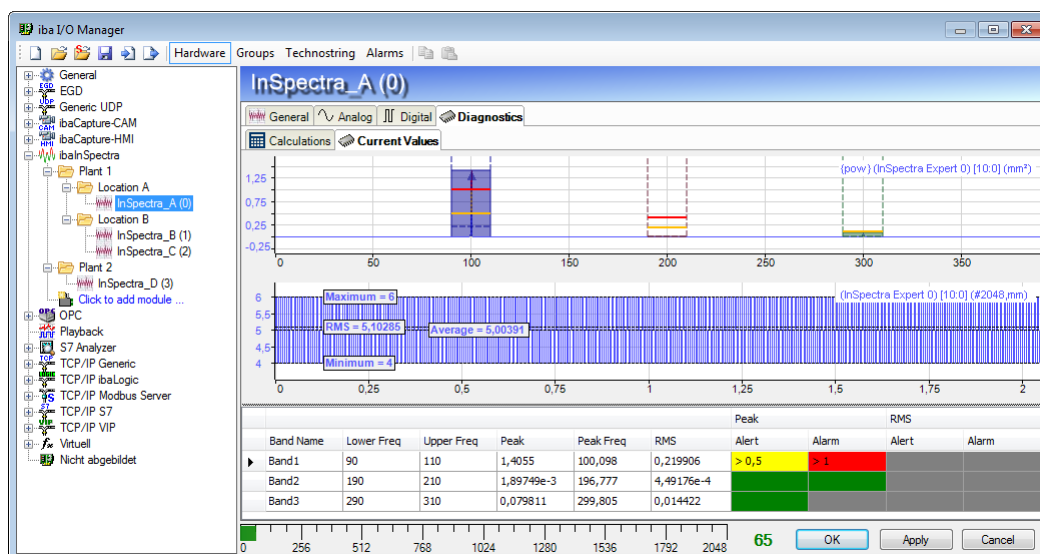 iba I/O Manager
Hardware Groups Technostring Alarms
General
EGD
Generic UDP
ibaCapture-CAM
ibaCapture-HMI
ibaInSpectra
Plant 1
Location A
InSpectra_A (0)
Location B
InSpectra_B (1)
InSpectra_C (2)
Plant 2
InSpectra_D (3)
Click to add module ...
OPC
Playback
S7 Analyzer
TCP/IP Generic
TCP/IP ibaLogic
TCP/IP Modbus Server
TCP/IP S7
TCP/IP VIP
Virtuell
Nicht abgebildet
InSpectra_A (0)
General Analog Digital Diagnostics
Calculations Current Values
{pow} (InSpectra Expert 0) [10:0] (mm²)
1,25
0,75
0,25
-0,25
0 50 100 150 200 250 300 350
(InSpectra Expert 0) [10:0] (#2048,mm)
6
5,5
5
4,5
4
Maximum = 6
RMS = 5,10285
Average = 5,00391
Minimum = 4
0 0,25 0,5 0,75 1 1,25 1,5 1,75 2
Peak RMS
Band Name Lower Freq Upper Freq Peak Peak Freq RMS Alert Alarm Alert Alarm
Band1 90 110 1,4055 100,098 0,219906 > 0,5 > 1
Band2 190 210 1,89749e-3 196,777 4,49176e-4
Band3 290 310 0,079811 299,805 0,014422
0 256 512 768 1024 1280 1536 1792 2048
65 OK Apply Cancel